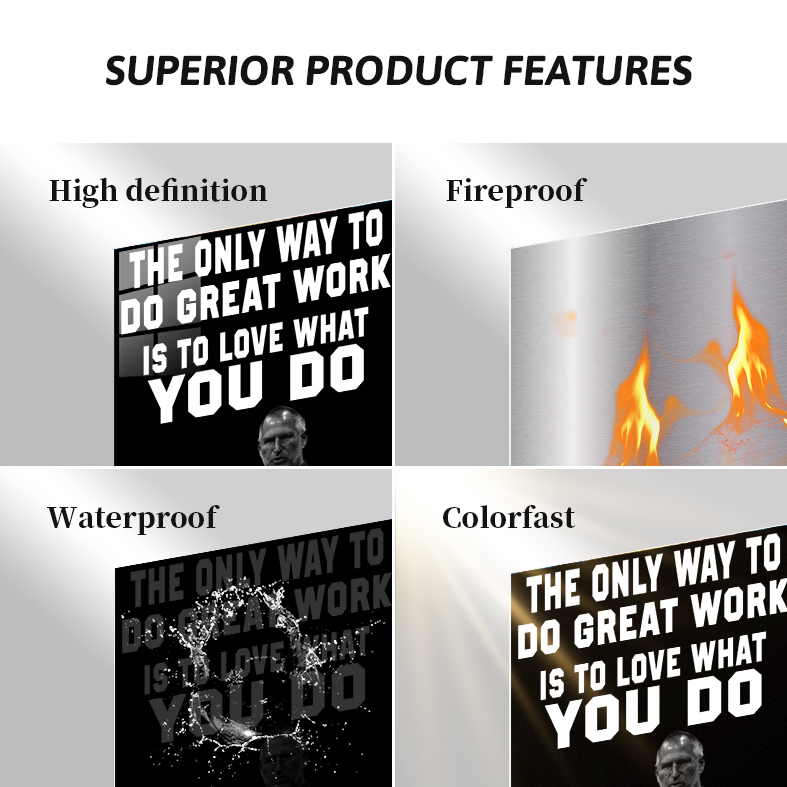 SUPERIOR PRODUCT FEATURES
High definition
THE ONLY WAY TO
DO GREAT WORK
IS TO LOVE WHAT
YOU DO
Fireproof
Waterproof
THE ONLY WAY TO
DO GREAT WORK
IS TO LOVE WHAT
YOU DO
Colorfast
THE ONLY WAY TO
DO GREAT WORK
IS TO LOVE WHAT
YOU DO